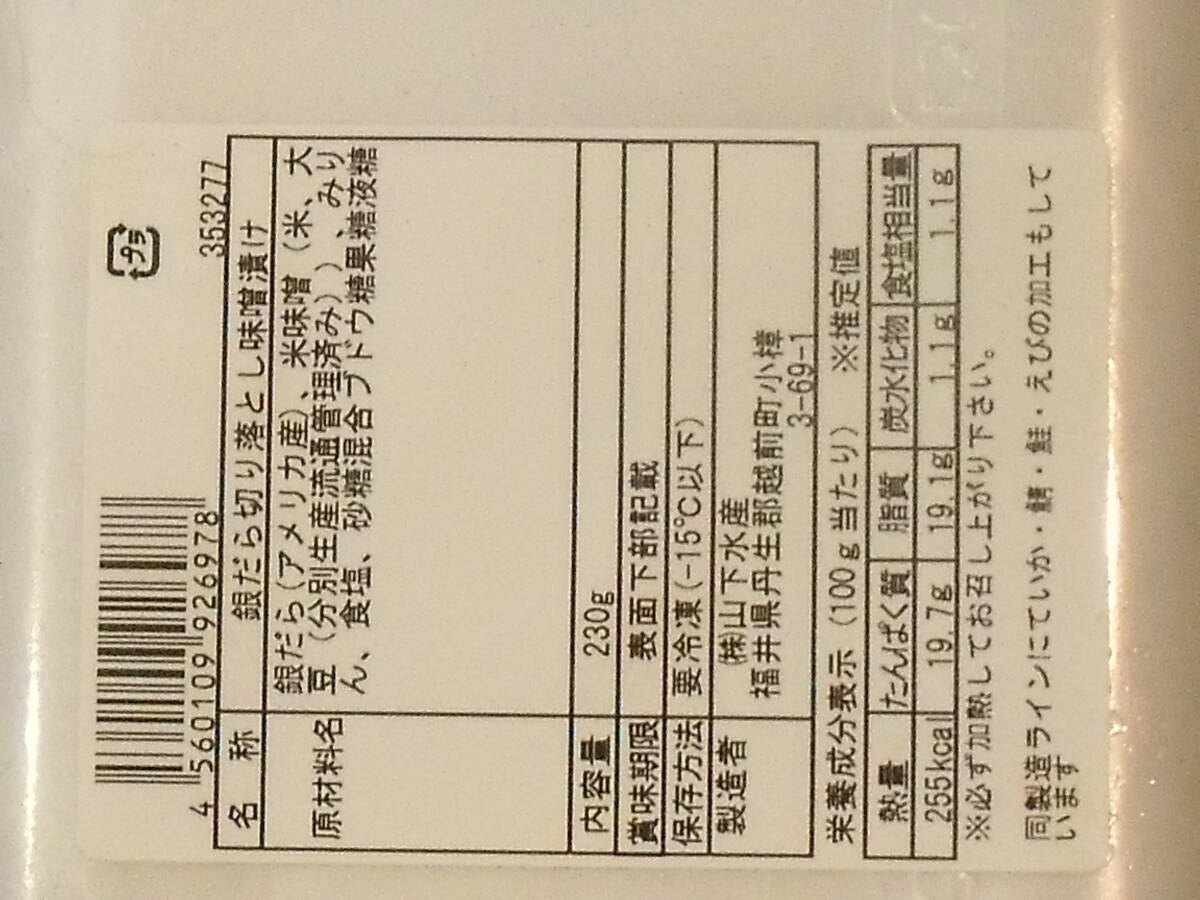 プラ
4 560109 926978
353277
名 称 銀だら切り落とし味噌漬け
原材料名 銀だら(アメリカ産)、米味噌(米、大
豆(分別生産流通管理済み))、みり
ん、食塩、砂糖混合ブドウ糖果糖液糖
内容量 230g
賞味期限 表面下部記載
保存方法 要冷凍(-15℃以下)
製造者 ㈱山下水産
福井県丹生郡越前町小樟
3-69-1
栄養成分表示(100g当たり) ※推定値
熱量 たんぱく質 脂質 炭水化物 食塩相当量
255kcal 19.7g 19.1g 1.1g 1.1g
※必ず加熱してお召し上がり下さい。
同製造ラインにていか・鯖・鮭・えびの加工もして
います